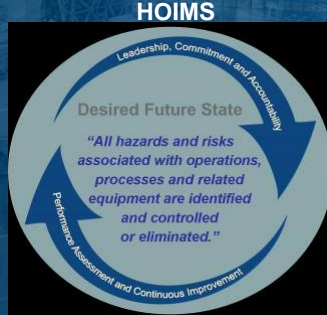 HOIMS
Leadership, Commitment and Accountability
Desired Future State
“All hazards and risks
associated with operations,
processes and related
equipment are identified
and controlled
or eliminated.”
Performance Assessment and Continuous Improvement